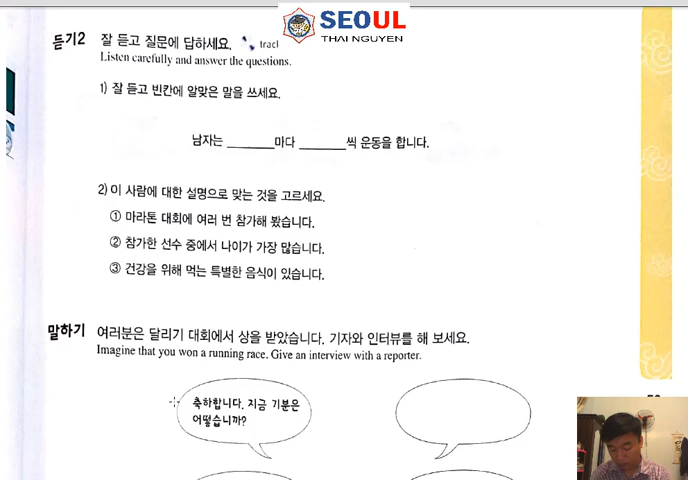 SEOUL
THAI NGUYEN
듣기2 잘 듣고 질문에 답하세요. trac
Listen carefully and answer the questions.
1) 잘 듣고 빈칸에 알맞은 말을 쓰세요.
남자는 ________마다 ________씩 운동을 합니다.
2) 이 사람에 대한 설명으로 맞는 것을 고르세요.
① 마라톤 대회에 여러 번 참가해 봤습니다.
② 참가한 선수 중에서 나이가 가장 많습니다.
③ 건강을 위해 먹는 특별한 음식이 있습니다.
말하기 여러분은 달리기 대회에서 상을 받았습니다. 기자와 인터뷰를 해 보세요.
Imagine that you won a running race. Give an interview with a reporter.
축하합니다. 지금 기분은
어떻습니까?